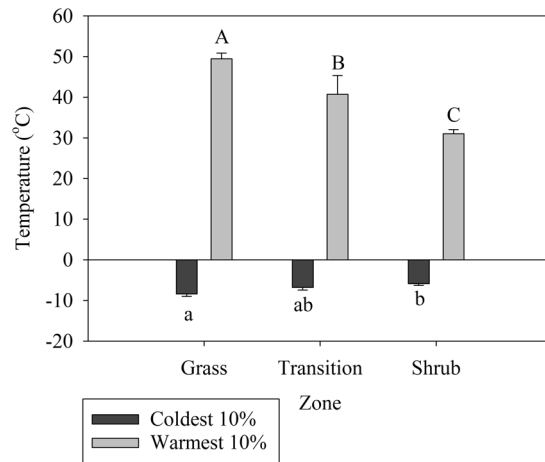 60
50
40
30
20
10
0
-10
-20
Temperature (°C)
A
B
C
a
ab
b
Grass Transition Shrub
Zone
Coldest 10%
Warmest 10%